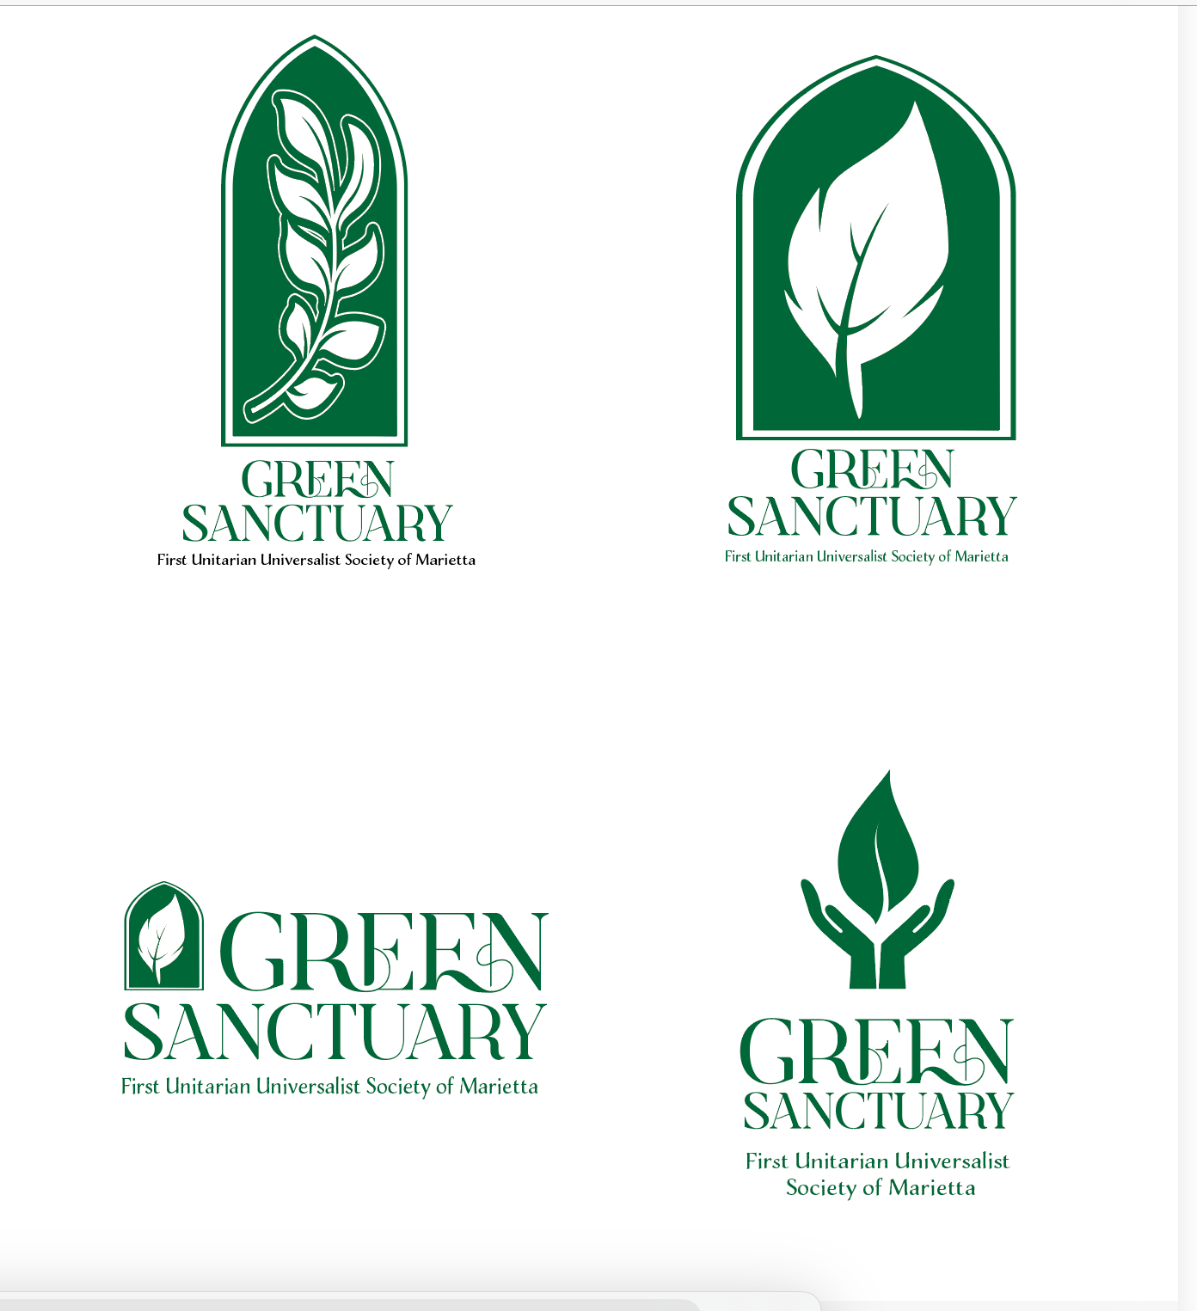 GREEN
SANCTUARY
First Unitarian Universalist Society of Marietta
GREEN
SANCTUARY
First Unitarian Universalist Society of Marietta
GREEN
SANCTUARY
First Unitarian Universalist Society of Marietta
GREEN
SANCTUARY
First Unitarian Universalist
Society of Marietta